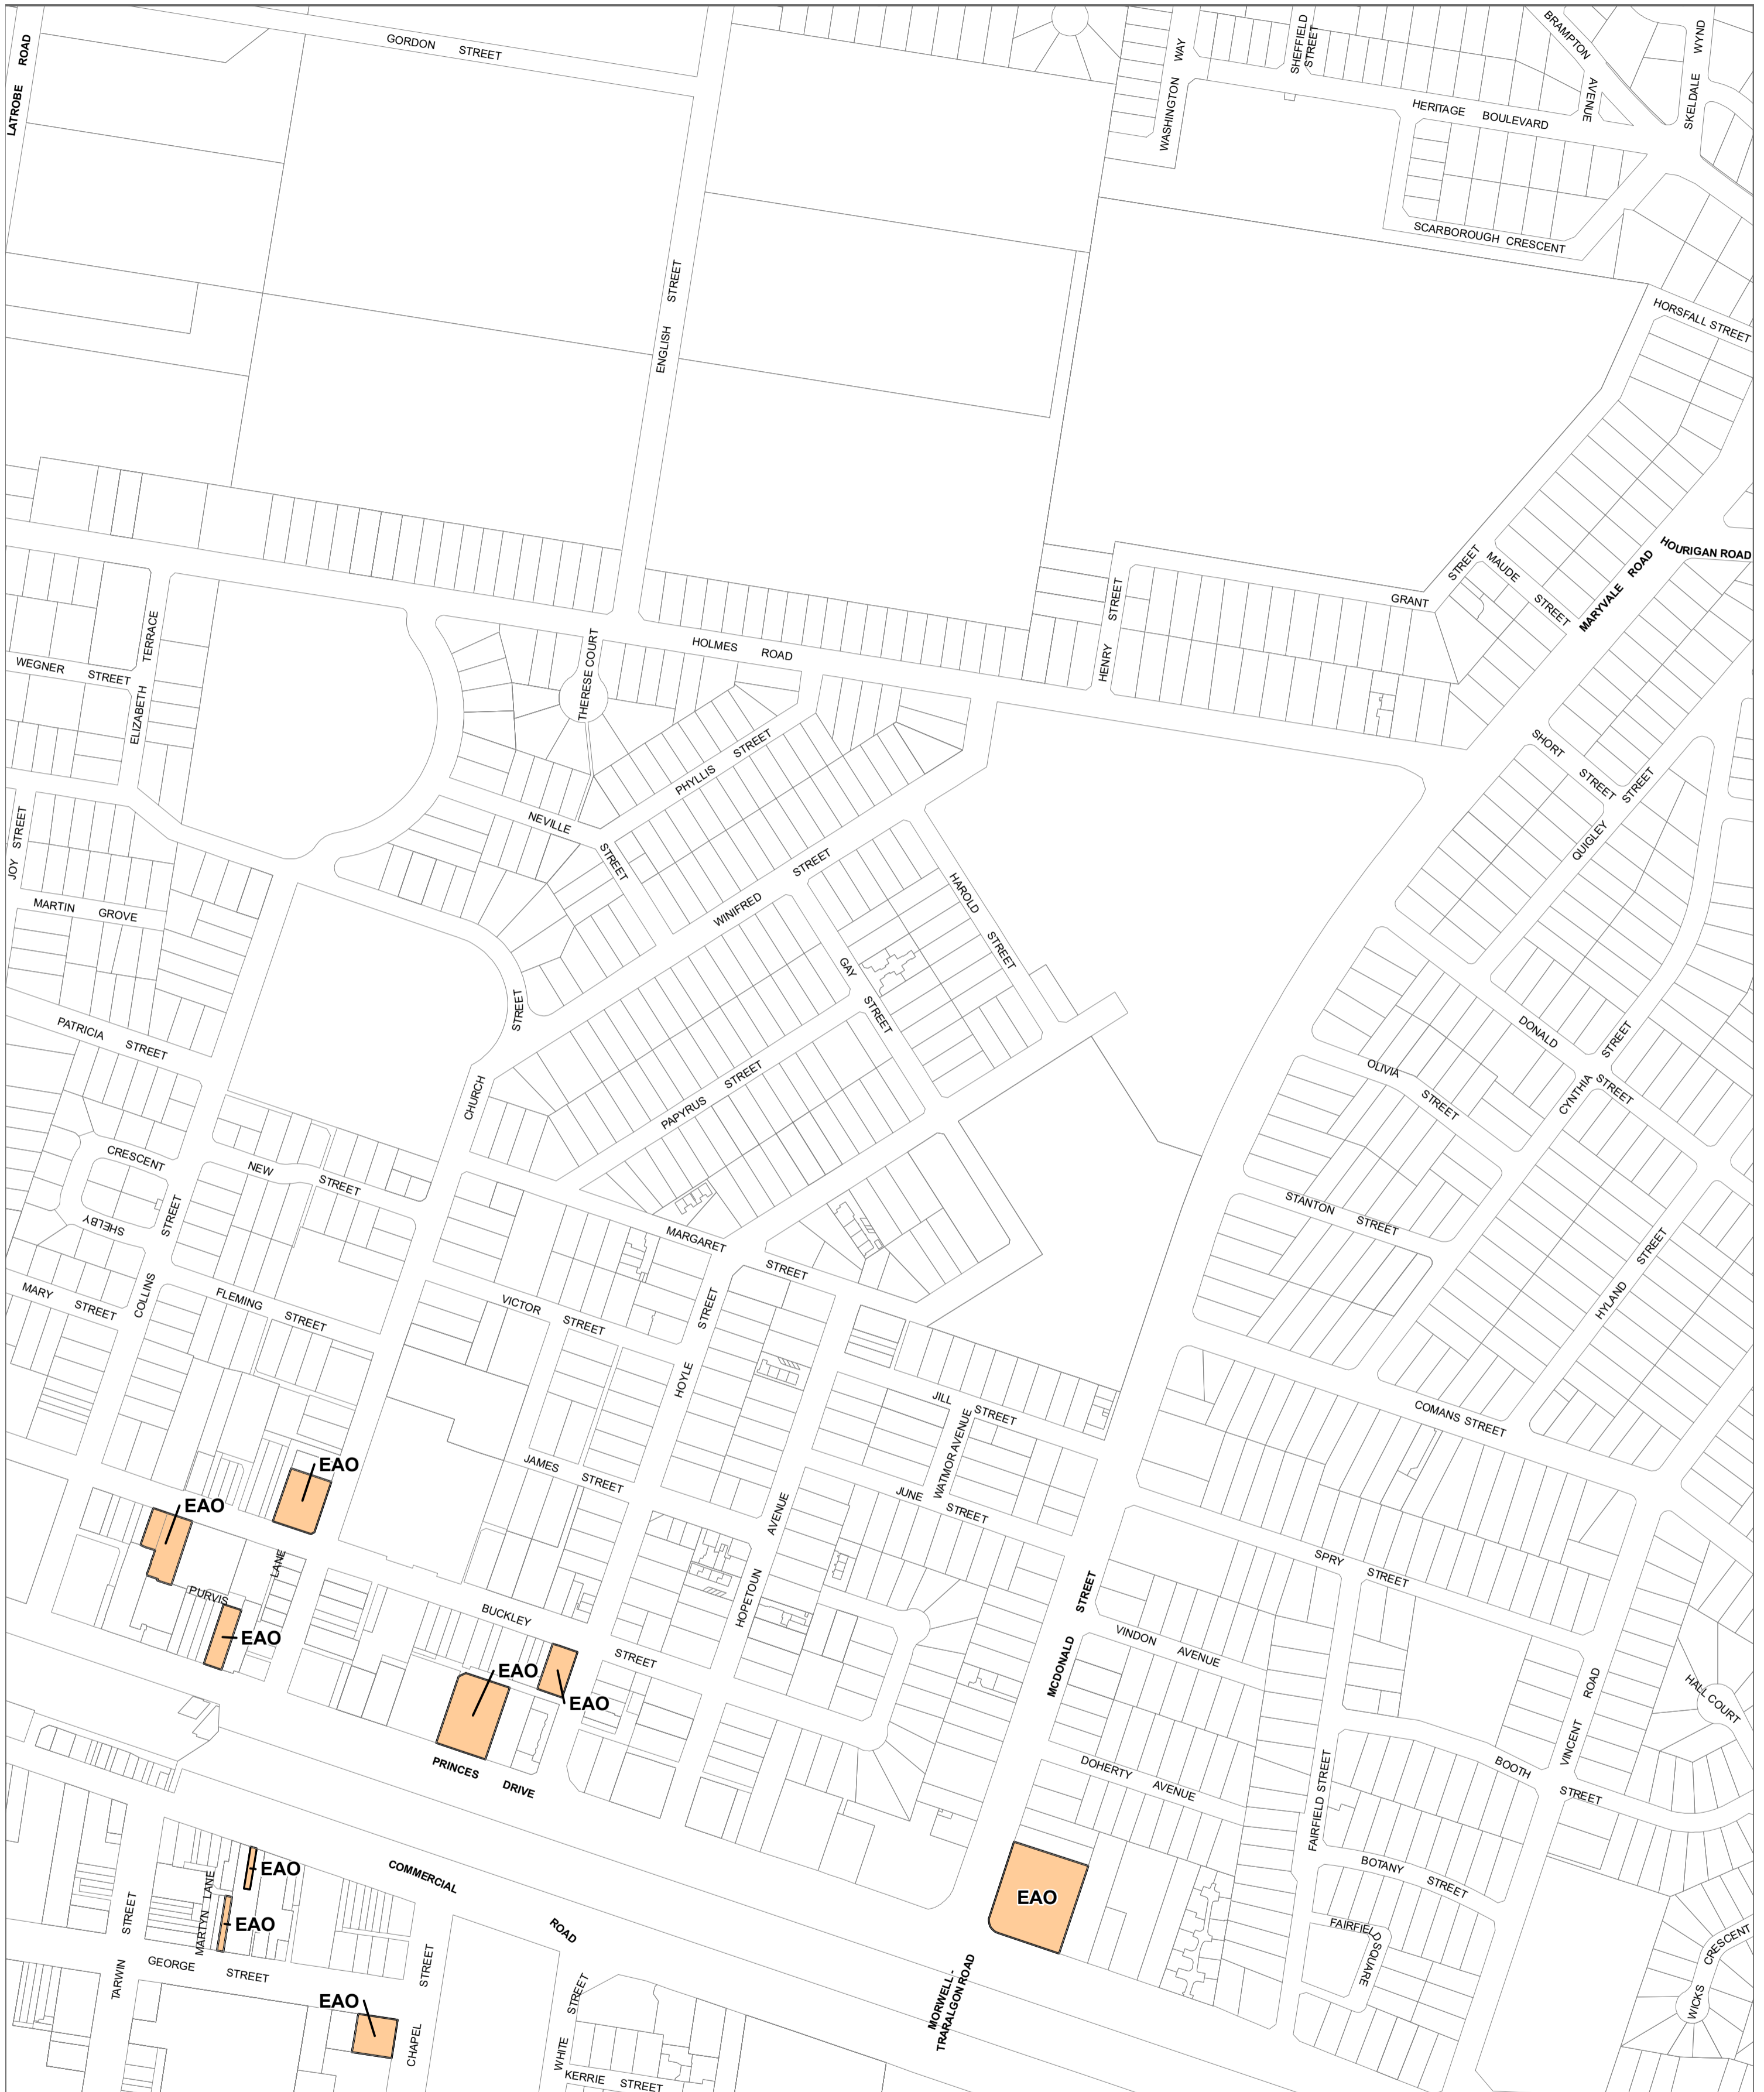 LATROBE ROAD
GORDON STREET
WASHINGTON WAY
SHEFFIELD
STREET
BRAMPTON
AVENUE
SKELDALE WYND
HERITAGE BOULEVARD
SCARBOROUGH CRESCENT
HORSFALL STREET
ENGLISH STREET
HOURIGAN ROAD
MARYVALE ROAD
MAUDE STREET
GRANT STREET
HENRY STREET
HOLMES ROAD
THERESE COURT
ELIZABETH TERRACE
WEGNER STREET
PHYLLIS STREET
SHORT STREET
QUIGLEY STREET
NEVILLE STREET
JOY STREET
MARTIN GROVE
WINIFRED STREET
HAROLD STREET
GAY STREET
CHURCH STREET
PATRICIA STREET
PAPYRUS STREET
DONALD STREET
CYNTHIA STREET
OLIVIA STREET
SHELBY CRESCENT
NEW STREET
COLLINS STREET
MARGARET STREET
STANTON STREET
HYLAND STREET
MARY STREET
FLEMING STREET
VICTOR STREET
HOYLE STREET
JILL STREET
WATMOR AVENUE
COMANS STREET
JAMES STREET
JUNE STREET
HOPETOUN AVENUE
EAO
EAO
PURVIS LANE
EAO
BUCKLEY STREET
EAO
EAO
MCDONALD STREET
SPRY STREET
VINDON AVENUE
HALL COURT
VINCENT ROAD
PRINCES DRIVE
DOHERTY AVENUE
FAIRFIELD STREET
BOOTH STREET
BOTANY STREET
EAO
EAO
EAO
COMMERCIAL ROAD
MARTYN LANE
TARWIN STREET
GEORGE STREET
CHAPEL STREET
EAO
FAIRFIELD SQUARE
WICKS CRESCENT
MORWELL -
TRARALGON ROAD
WHITE STREET
KERRIE STREET